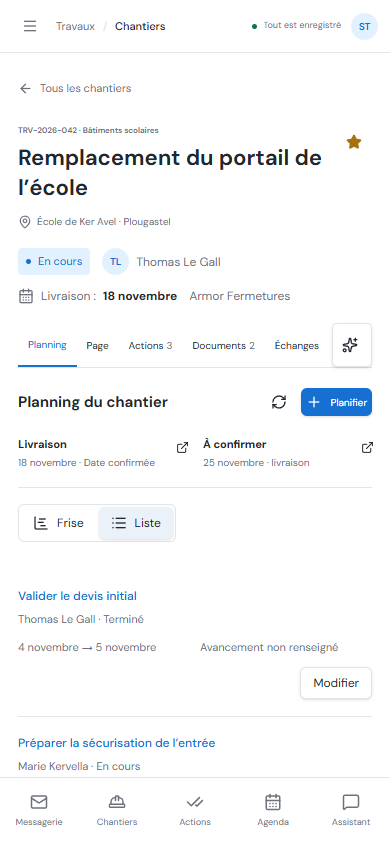 Travaux / Chantiers
Tout est enregistré
ST
Tous les chantiers
TRV-2026-042 · Bâtiments scolaires
Remplacement du portail de
l’école
École de Ker Avel · Plougastel
En cours
TL
Thomas Le Gall
Livraison : 18 novembre Armor Fermetures
Planning Page Actions 3 Documents 2 Échanges
Planning du chantier
Planifier
Livraison
18 novembre · Date confirmée
À confirmer
25 novembre · livraison
Frise Liste
Valider le devis initial
Thomas Le Gall · Terminé
4 novembre → 5 novembre Avancement non renseigné
Modifier
Préparer la sécurisation de l’entrée
Marie Kervella · En cours
Messagerie Chantiers Actions Agenda Assistant